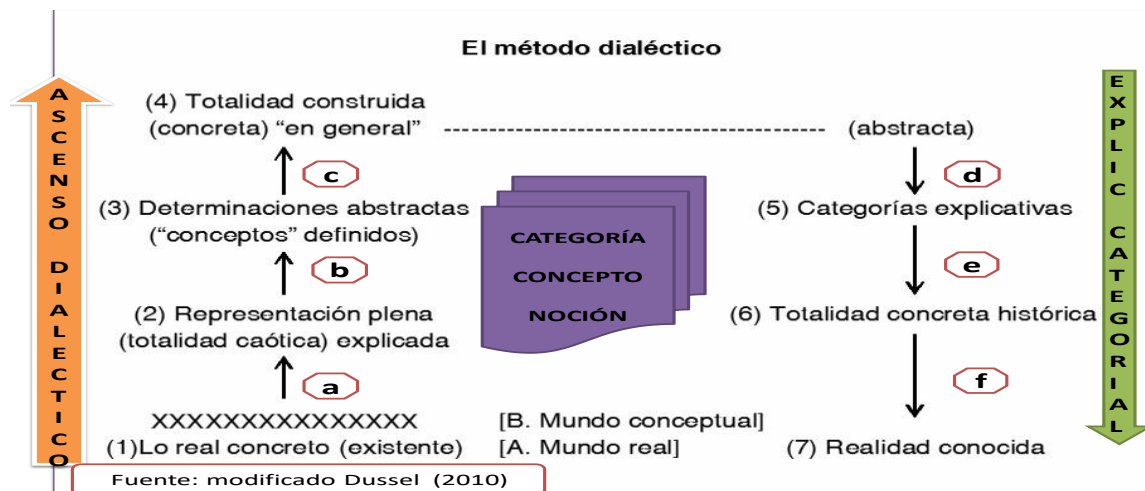 El método dialéctico
ASCENSO DIALECTICO
(4) Totalidad construida
(concreta) “en general” ---------------------------------------- (abstracta)
c
d
(3) Determinaciones abstractas
(“conceptos” definidos)
(5) Categorías explicativas
CATEGORÍA
CONCEPTO
NOCIÓN
b
e
(2) Representación plena
(totalidad caótica) explicada
(6) Totalidad concreta histórica
a
f
XXXXXXXXXXXXXXX
(1)Lo real concreto (existente)
[B. Mundo conceptual]
[A. Mundo real]
(7) Realidad conocida
EXPLIC CATEGORIAL
Fuente: modificado Dussel (2010)